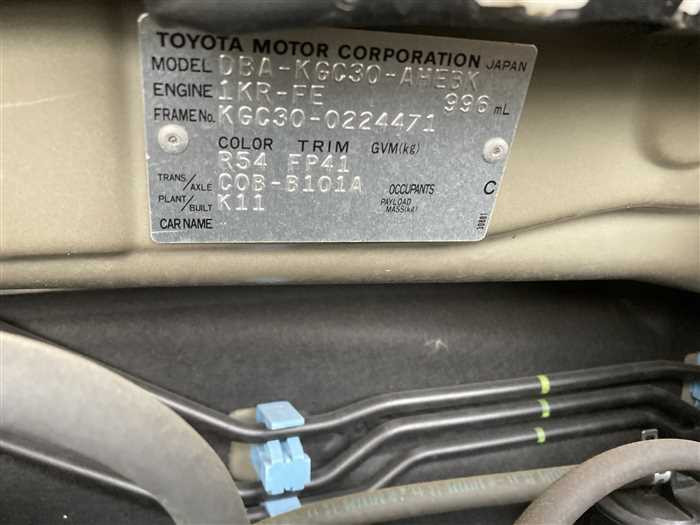 TOYOTA MOTOR CORPORATION JAPAN
MODEL DBA-KGC30-AHEBK
ENGINE 1KR-FE 996 mL
FRAME No. KGC30-0224471
COLOR TRIM GVM(kg)
R54 FP41
TRANS/AXLE C0B-B101A OCCUPANTS C
PLANT/BUILT K11 PAYLOAD MASS(kg)
CAR NAME